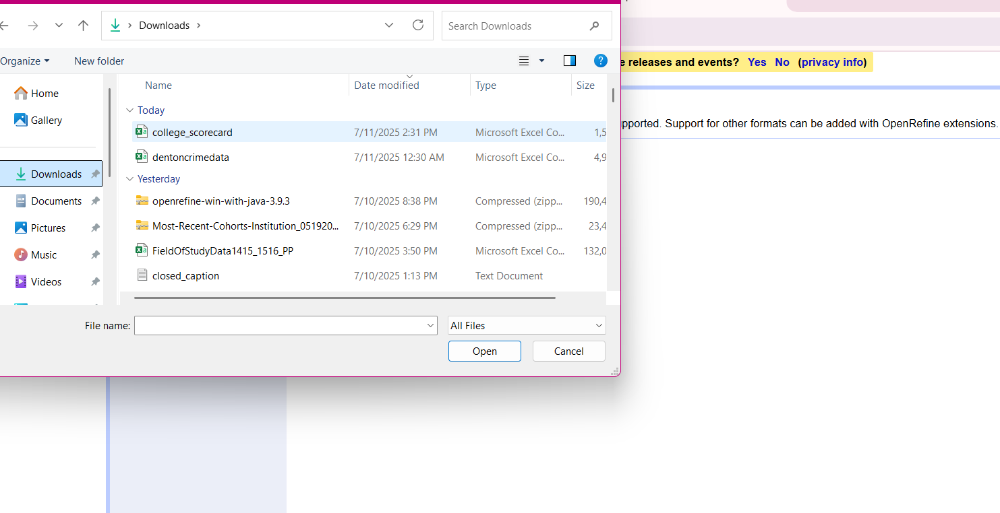 Downloads
Search Downloads
Organize
New folder
?
e releases and events? Yes No (privacy info)
Home
Gallery
Downloads
Documents
Pictures
Music
Videos
Name Date modified Type Size
Today
college_scorecard 7/11/2025 2:31 PM Microsoft Excel Co... 1,5
dentoncrimedata 7/11/2025 12:30 AM Microsoft Excel Co... 4,9
Yesterday
openrefine-win-with-java-3.9.3 7/10/2025 8:38 PM Compressed (zipp... 190,4
Most-Recent-Cohorts-Institution_051920... 7/10/2025 6:29 PM Compressed (zipp... 23,4
FieldOfStudyData1415_1516_PP 7/10/2025 3:50 PM Microsoft Excel Co... 132,0
closed_caption 7/10/2025 1:13 PM Text Document
pported. Support for other formats can be added with OpenRefine extensions.
File name:
All Files
Open
Cancel